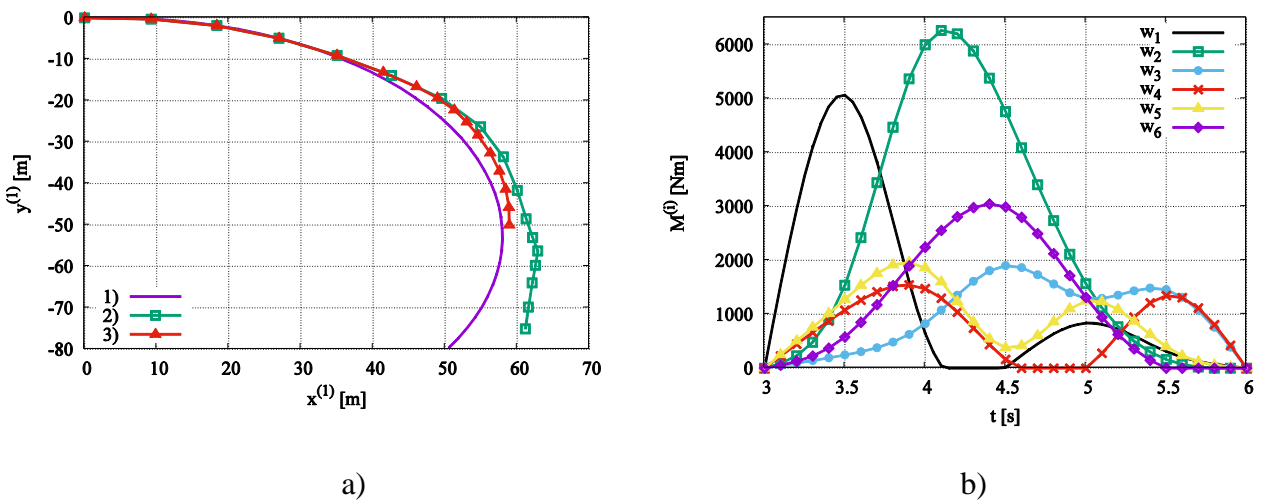 0
-10
-20
-30
-40
-50
-60
-70
-80
y(1) [m]
1)
2)
3)
0 10 20 30 40 50 60 70
x(1) [m]
a)
6000
5000
4000
3000
2000
1000
0
M(i) [Nm]
w1
w2
w3
w4
w5
w6
3 3.5 4 4.5 5 5.5 6
t [s]
b)